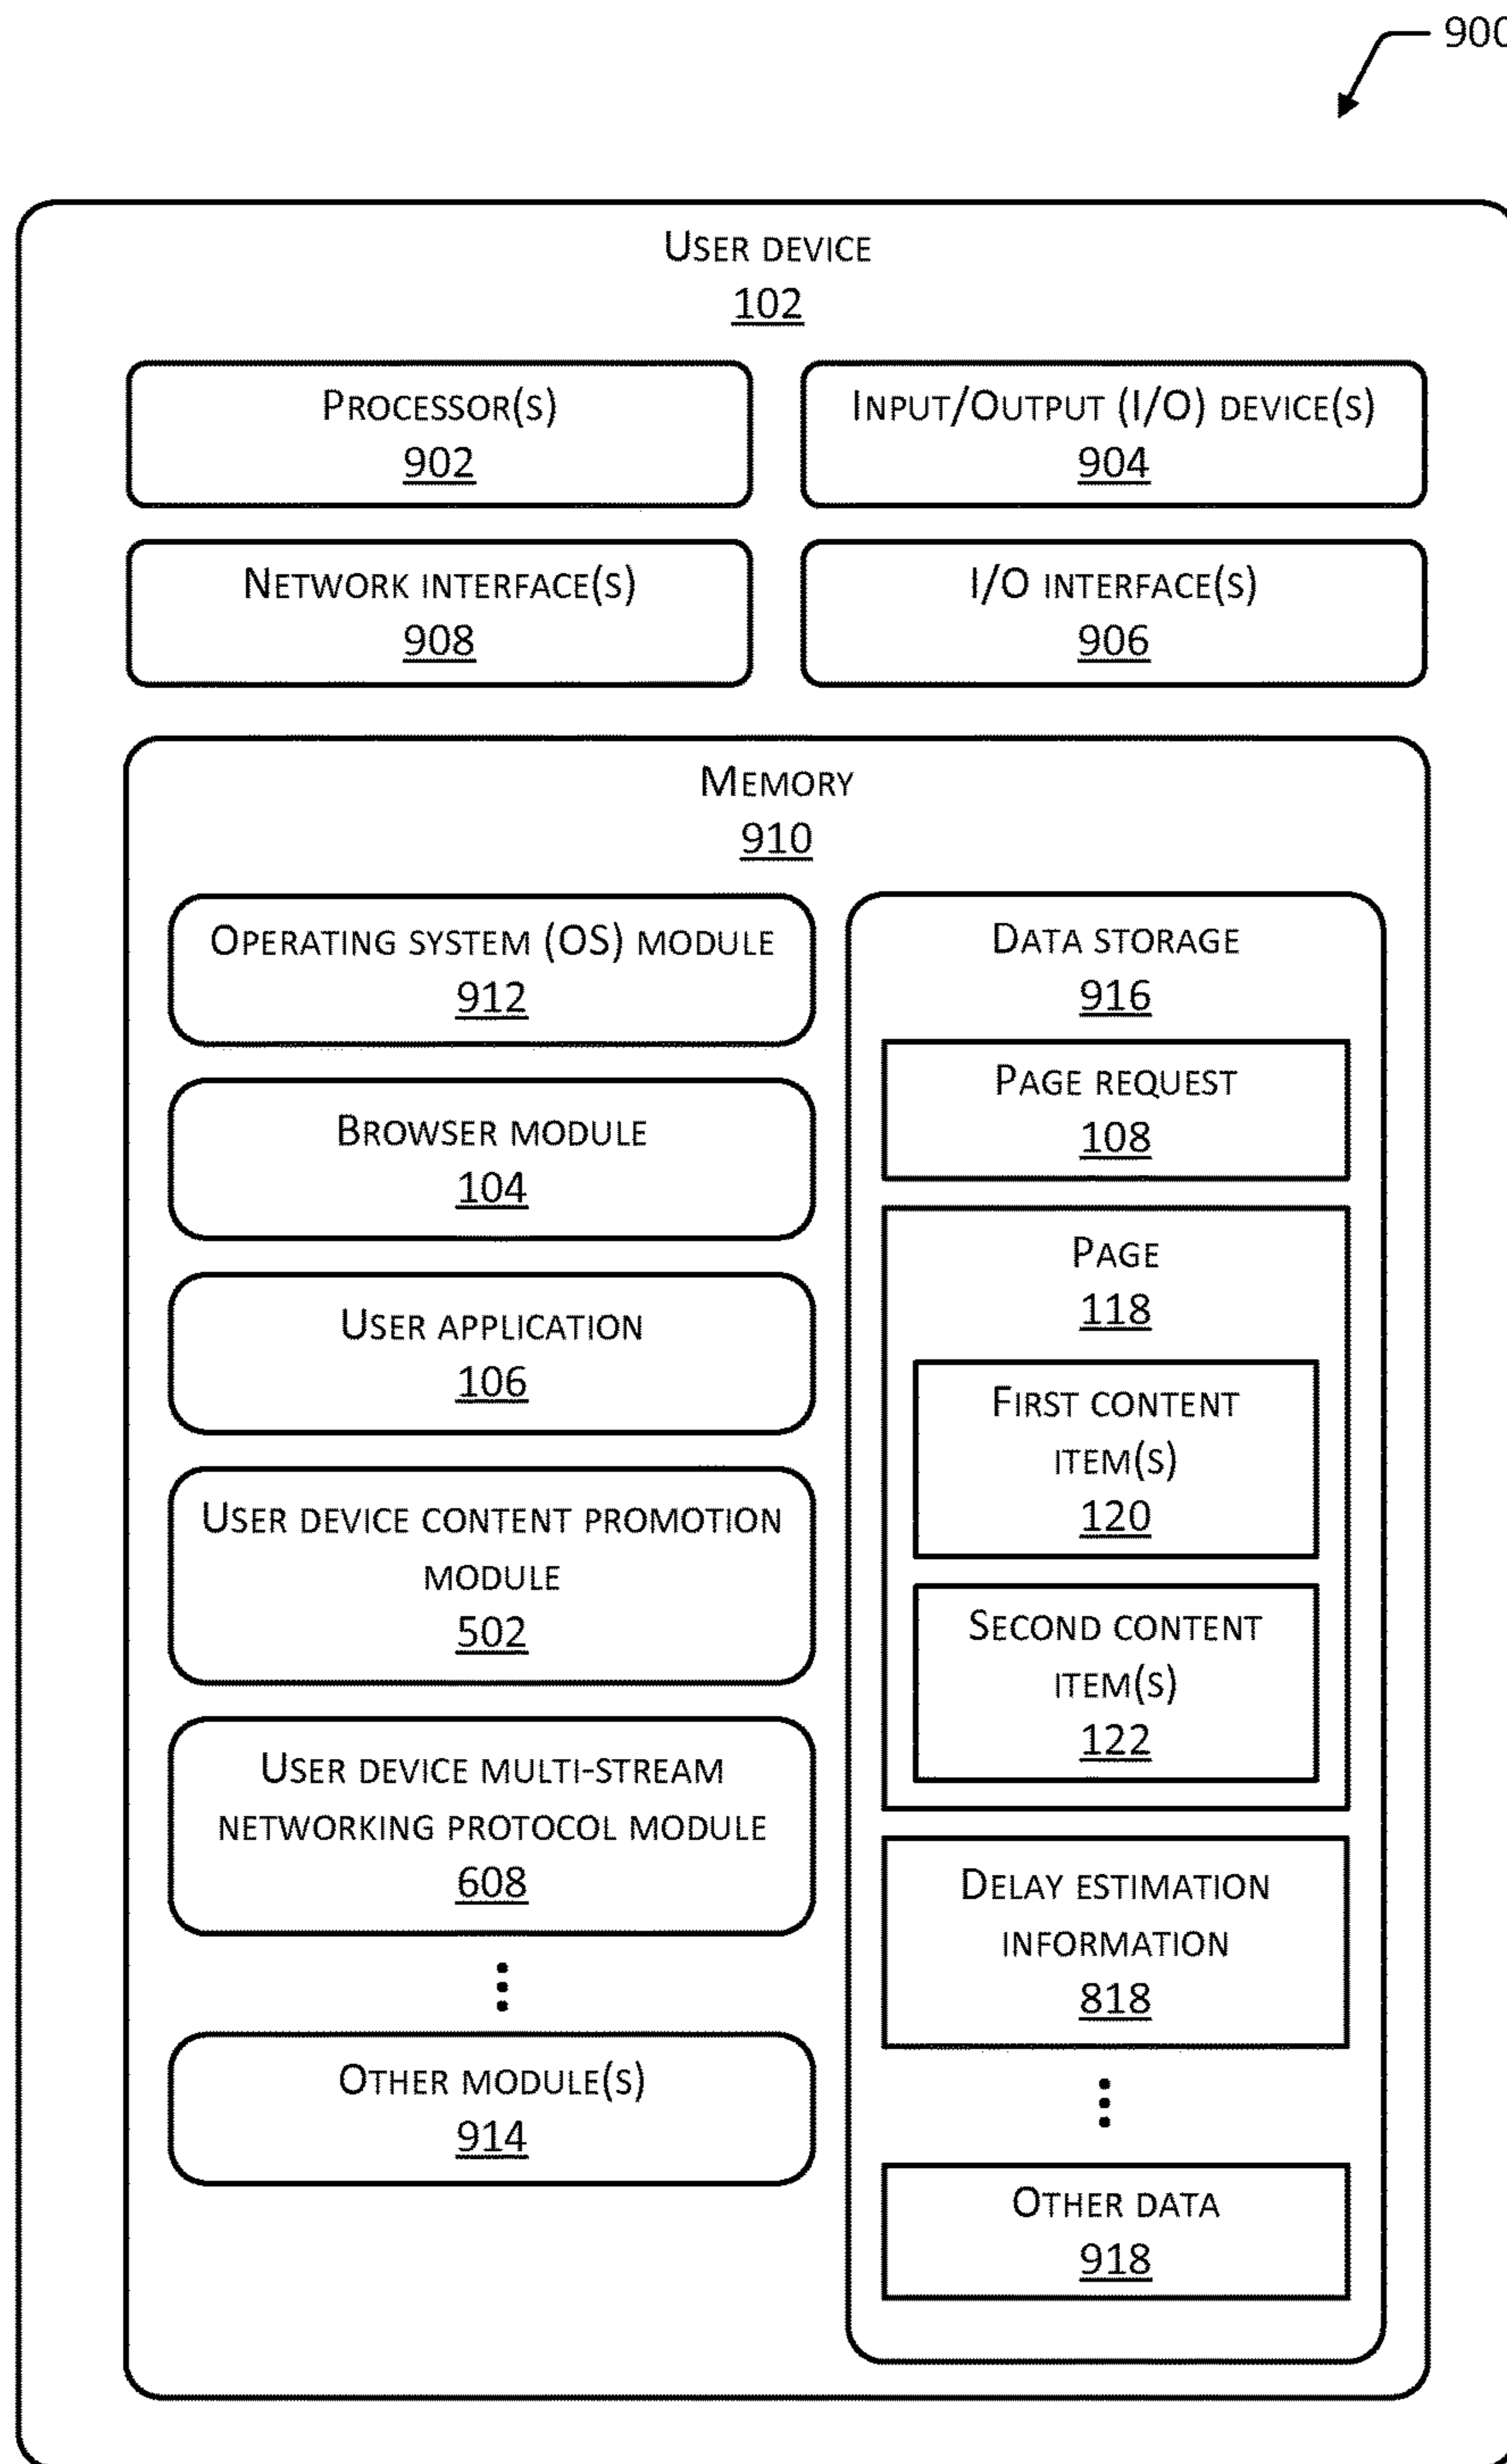 900
USER DEVICE
102
PROCESSOR(S)
902
INPUT/OUTPUT (I/O) DEVICE(S)
904
NETWORK INTERFACE(S)
908
I/O INTERFACE(S)
906
MEMORY
910
OPERATING SYSTEM (OS) MODULE
912
BROWSER MODULE
104
USER APPLICATION
106
USER DEVICE CONTENT PROMOTION
MODULE
502
USER DEVICE MULTI-STREAM
NETWORKING PROTOCOL MODULE
608
OTHER MODULE(S)
914
DATA STORAGE
916
PAGE REQUEST
108
PAGE
118
FIRST CONTENT
ITEM(S)
120
SECOND CONTENT
ITEM(S)
122
DELAY ESTIMATION
INFORMATION
818
OTHER DATA
918